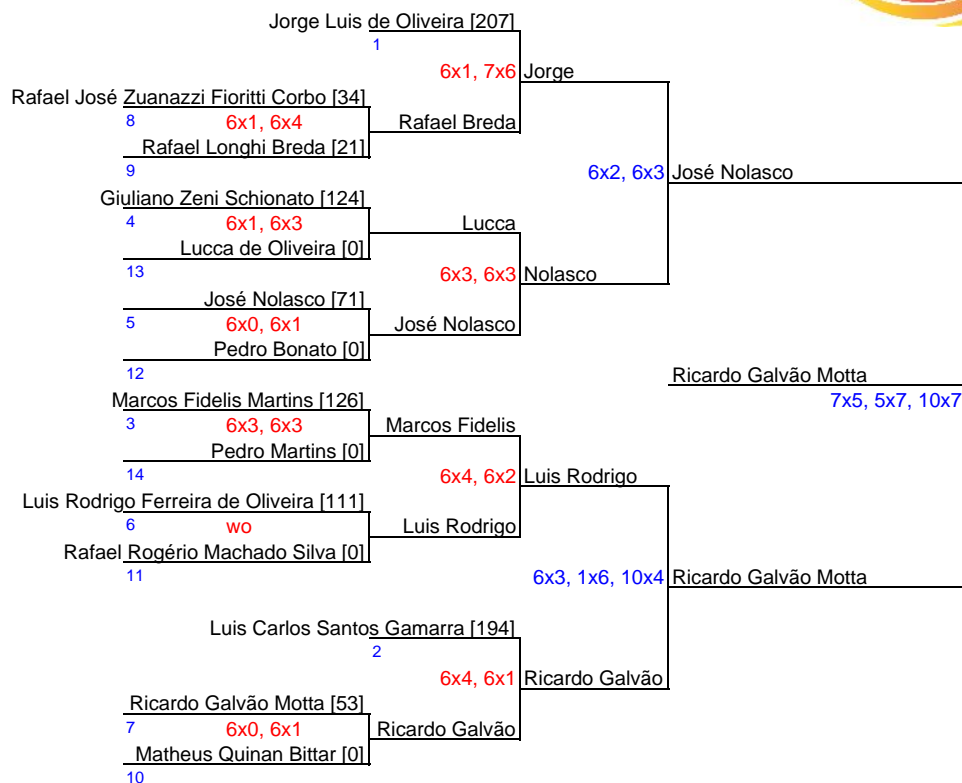 Jorge Luis de Oliveira [207]
1
6x1, 7x6 Jorge
Rafael José Zuanazzi Fioritti Corbo [34]
8 6x1, 6x4 Rafael Breda
Rafael Longhi Breda [21]
9
6x2, 6x3 José Nolasco
Giuliano Zeni Schionato [124]
4 6x1, 6x3 Lucca
Lucca de Oliveira [0]
13
6x3, 6x3 Nolasco
José Nolasco [71]
5 6x0, 6x1 José Nolasco
Pedro Bonato [0]
12
Ricardo Galvão Motta
7x5, 5x7, 10x7
Marcos Fidelis Martins [126]
3 6x3, 6x3 Marcos Fidelis
Pedro Martins [0]
14
6x4, 6x2 Luis Rodrigo
Luis Rodrigo Ferreira de Oliveira [111]
6 wo Luis Rodrigo
Rafael Rogério Machado Silva [0]
11
6x3, 1x6, 10x4 Ricardo Galvão Motta
Luis Carlos Santos Gamarra [194]
2
6x4, 6x1 Ricardo Galvão
Ricardo Galvão Motta [53]
7 6x0, 6x1 Ricardo Galvão
Matheus Quinan Bittar [0]
10